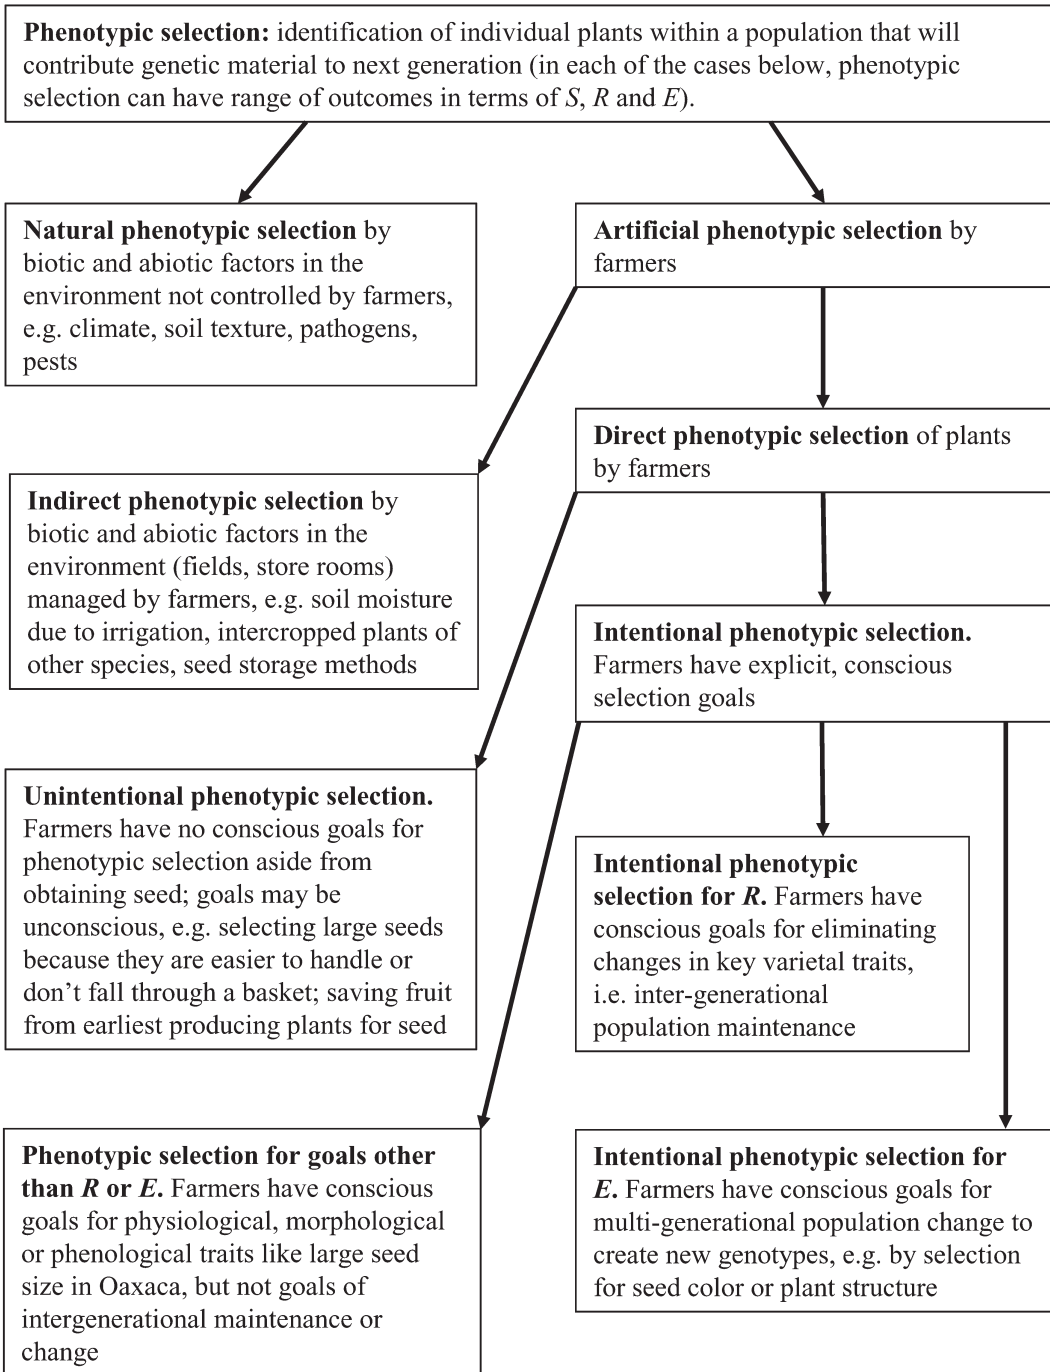 Phenotypic selection: identification of individual plants within a population that will
contribute genetic material to next generation (in each of the cases below, phenotypic
selection can have range of outcomes in terms of S, R and E).
Natural phenotypic selection by
biotic and abiotic factors in the
environment not controlled by farmers,
e.g. climate, soil texture, pathogens,
pests
Artificial phenotypic selection by
farmers
Direct phenotypic selection of plants
by farmers
Indirect phenotypic selection by
biotic and abiotic factors in the
environment (fields, store rooms)
managed by farmers, e.g. soil moisture
due to irrigation, intercropped plants of
other species, seed storage methods
Intentional phenotypic selection.
Farmers have explicit, conscious
selection goals
Unintentional phenotypic selection.
Farmers have no conscious goals for
phenotypic selection aside from
obtaining seed; goals may be
unconscious, e.g. selecting large seeds
because they are easier to handle or
don't fall through a basket; saving fruit
from earliest producing plants for seed
Intentional phenotypic
selection for R. Farmers have
conscious goals for eliminating
changes in key varietal traits,
i.e. inter-generational
population maintenance
Phenotypic selection for goals other
than R or E. Farmers have conscious
goals for physiological, morphological
or phenological traits like large seed
size in Oaxaca, but not goals of
intergenerational maintenance or
change
Intentional phenotypic selection for
E. Farmers have conscious goals for
multi-generational population change to
create new genotypes, e.g. by selection
for seed color or plant structure